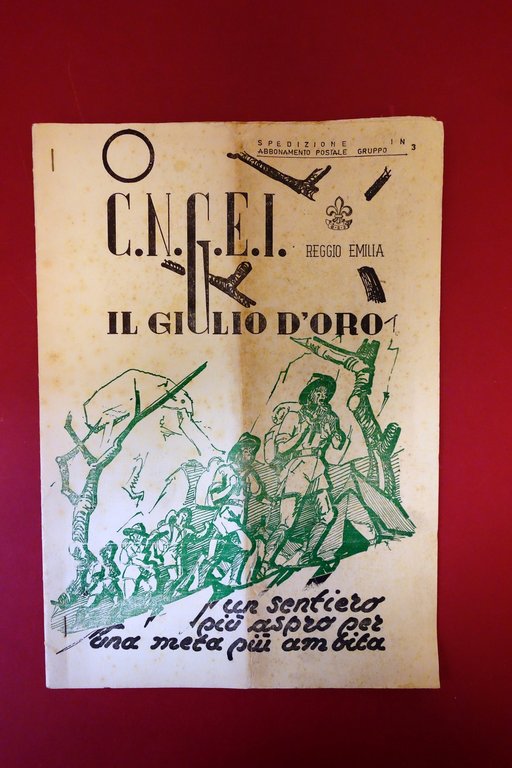 SPEDIZIONE IN
ABBONAMENTO POSTALE GRUPPO 3
C.N.G.E.I.
REGGIO EMILIA
IL GIGLIO D'ORO
un sentiero
più aspro per
una meta più ambita